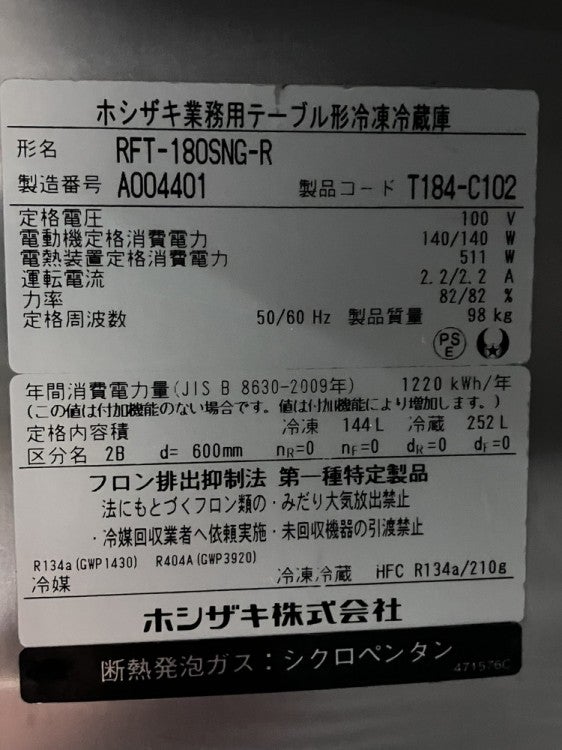 ホシザキ業務用テーブル形冷凍冷蔵庫
形名 RFT-180SNG-R
製造番号 A004401 製品コード T184-C102
定格電圧 100 V
電動機定格消費電力 140/140 W
電熱装置定格消費電力 511 W
運転電流 2.2/2.2 A
力率 82/82 %
定格周波数 50/60 Hz 製品質量 98 kg
PS
E
年間消費電力量(JIS B 8630-2009年) 1220 kWh/年
(この値は付加機能のない場合です。値は付加機能により増加します。)
定格内容積 冷凍 144 L 冷蔵 252 L
区分名 2B d= 600mm nR=0 nF=0 dR=0 dF=0
フロン排出抑制法 第一種特定製品
法にもとづくフロン類の・みだり大気放出禁止
・冷媒回収業者へ依頼実施・未回収機器の引渡禁止
R134a(GWP1430) R404A(GWP3920)
冷媒 冷凍冷蔵 HFC R134a/210g
ホシザキ株式会社
断熱発泡ガス:シクロペンタン
471576C